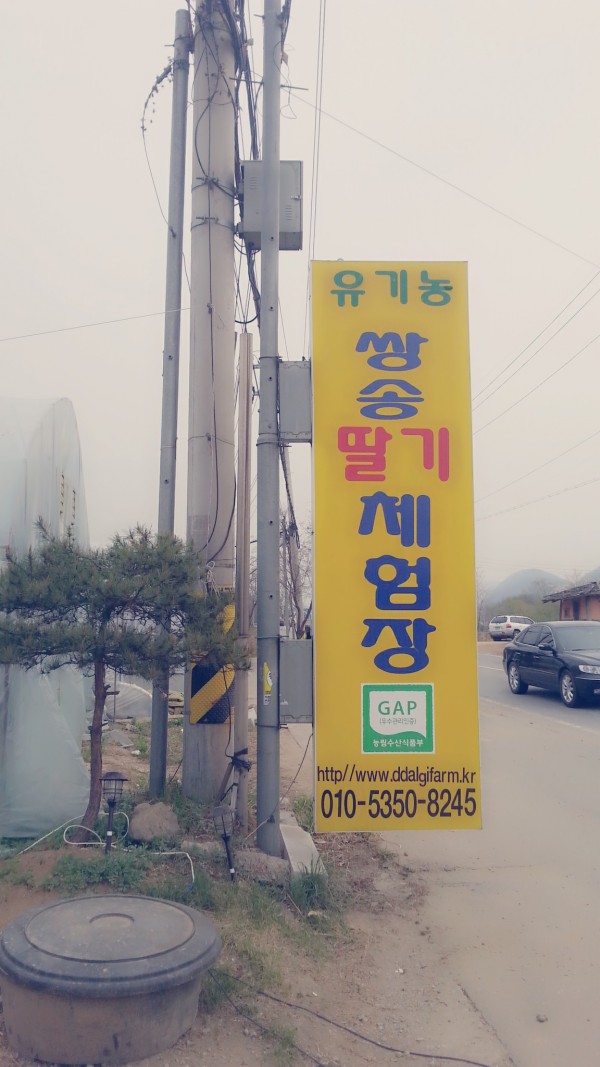 유기농
쌍송
딸기
체험장
GAP
(우수관리인증)
농림수산식품부
http//www.ddalgifarm.kr
010-5350-8245